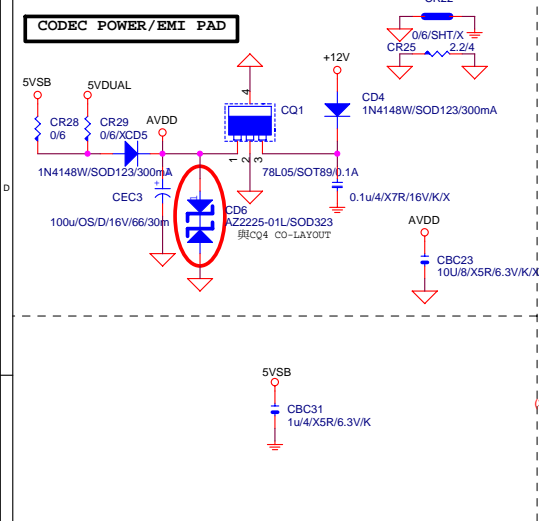 CR22
CODEC POWER/EMI PAD
0/6/SHT/X
CR25
2.2/4
+12V
5VSB
5VDUAL
4
CD4
1N4148W/SOD123/300mA
CQ1
AVDD
CR28
0/6
CR29
0/6/X
CD5
1
2
3
1N4148W/SOD123/300mA
78L05/SOT89/0.1A
D
CEC3
0.1u/4/X7R/16V/K/X
100u/OS/D/16V/66/30m
CD6
AZ2225-01L/SOD323
與CQ4 CO-LAYOUT
AVDD
CBC23
10U/8/X5R/6.3V/K/X
5VSB
CBC31
1u/4/X5R/6.3V/K